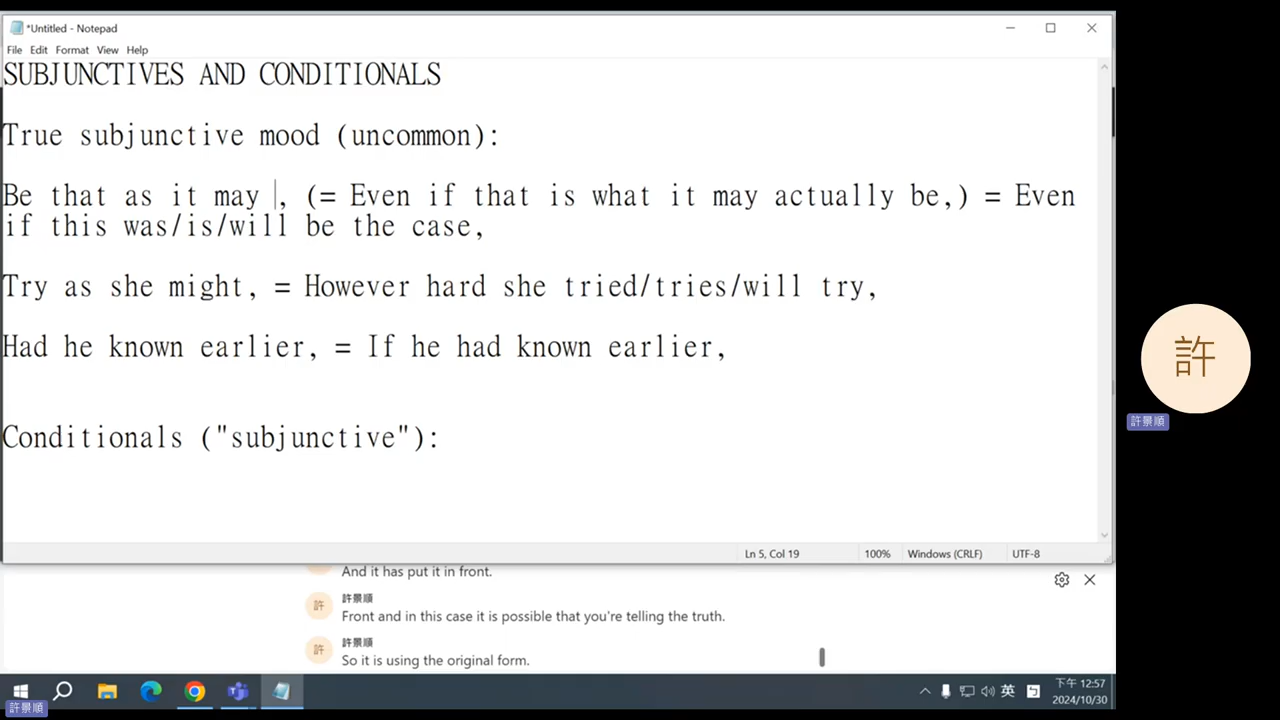 *Untitled - Notepad
File Edit Format View Help
SUBJUNCTIVES AND CONDITIONALS
True subjunctive mood (uncommon):
Be that as it may , (= Even if that is what it may actually be,) = Even
if this was/is/will be the case,
Try as she might, = However hard she tried/tries/will try,
Had he known earlier, = If he had known earlier,
Conditionals ("subjunctive"):
Ln 5, Col 19
100%
Windows (CRLF)
UTF-8
And it has put it in front.
許景順
許
Front and in this case it is possible that you're telling the truth.
許景順
許
So it is using the original form.
許
許景順
英
下午 12:57
2024/10/30
許景順